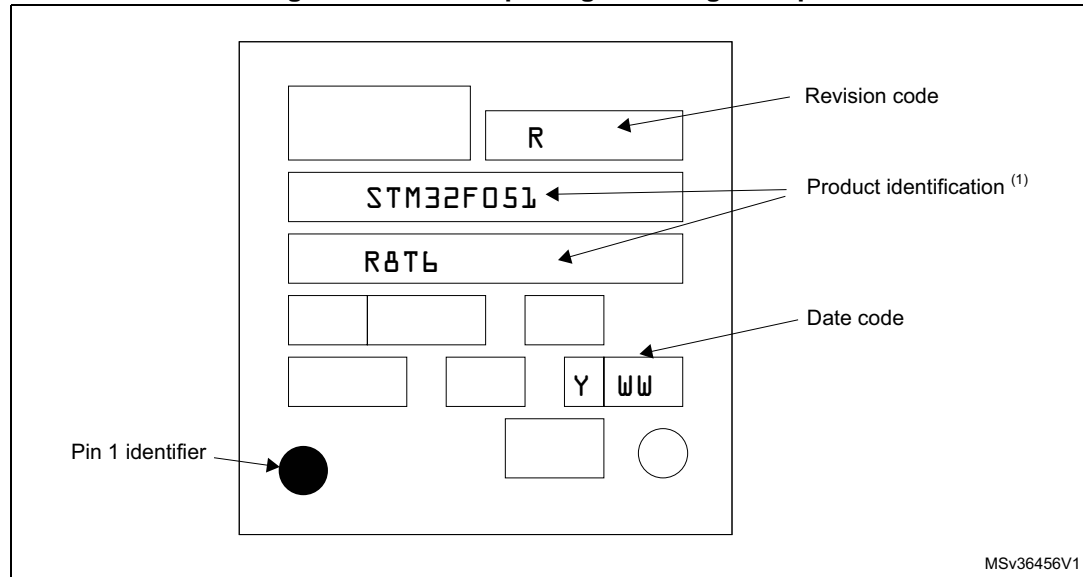 Revision code
R
Product identification (1)
STM32F051
R8T6
Date code
Y WW
Pin 1 identifier
MSv36456V1